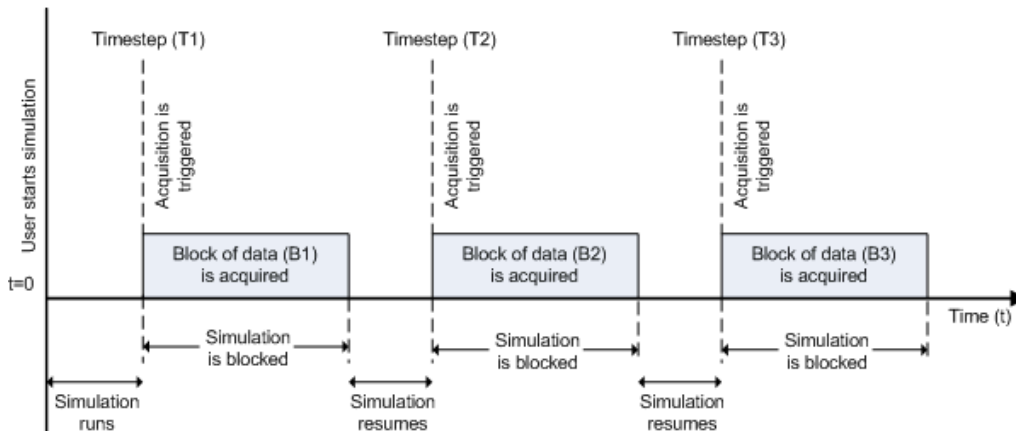 Timestep (T1)
Timestep (T2)
Timestep (T3)
User starts simulation
Acquisition is
triggered
Acquisition is
triggered
Acquisition is
triggered
Block of data (B1)
is acquired
Block of data (B2)
is acquired
Block of data (B3)
is acquired
t=0
Time (t)
Simulation
is blocked
Simulation
is blocked
Simulation
is blocked
Simulation
runs
Simulation
resumes
Simulation
resumes